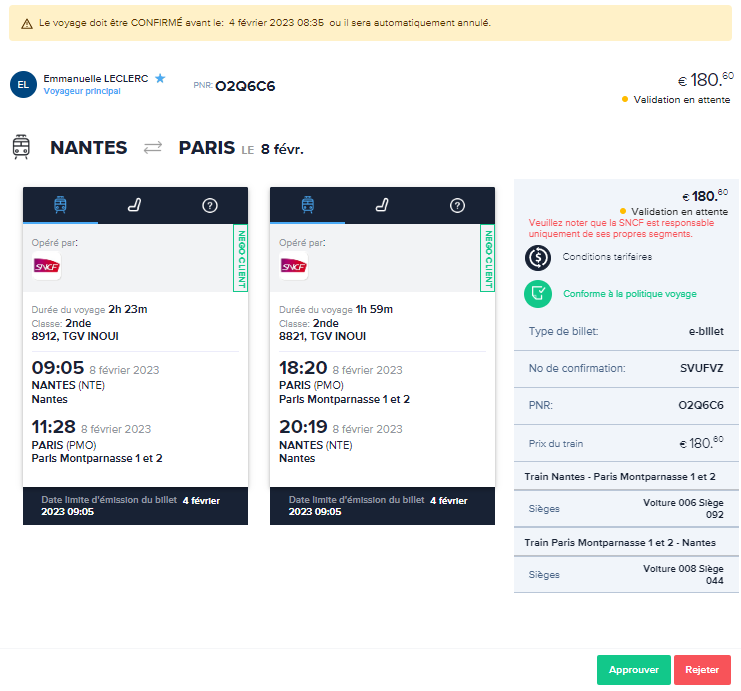 Le voyage doit être CONFIRMÉ avant le: 4 février 2023 08:35 ou il sera automatiquement annulé.
EL
Emmanuelle LECLERC
Voyageur principal
PNR: O2Q6C6
€ 180.60
Validation en attente
NANTES PARIS LE 8 févr.
Opéré par:
SNCF
NEGO CLIENT
Durée du voyage 2h 23m
Classe: 2nde
8912, TGV INOUI
09:05 8 février 2023
NANTES (NTE)
Nantes
11:28 8 février 2023
PARIS (PMO)
Paris Montparnasse 1 et 2
Date limite d'émission du billet 4 février
2023 09:05
Opéré par:
SNCF
NEGO CLIENT
Durée du voyage 1h 59m
Classe: 2nde
8821, TGV INOUI
18:20 8 février 2023
PARIS (PMO)
Paris Montparnasse 1 et 2
20:19 8 février 2023
NANTES (NTE)
Nantes
Date limite d'émission du billet 4 février
2023 09:05
€ 180.60
Validation en attente
Veuillez noter que la SNCF est responsable
uniquement de ses propres segments.
Conditions tarifaires
Conforme à la politique voyage
Type de billet: e-billet
No de confirmation: SVUFVZ
PNR: O2Q6C6
Prix du train € 180.60
Train Nantes - Paris Montparnasse 1 et 2
Sièges Voiture 006 Siège
092
Train Paris Montparnasse 1 et 2 - Nantes
Sièges Voiture 008 Siège
044
Approuver Rejeter